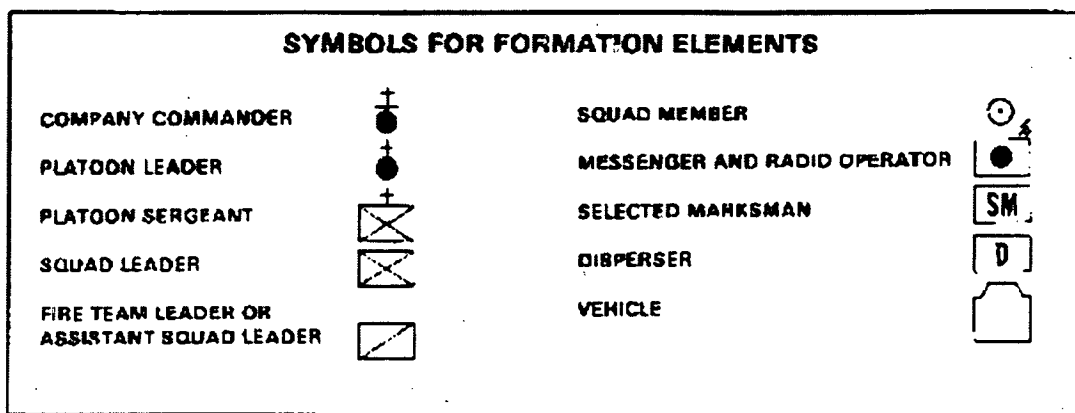 SYMBOLS FOR FORMATION ELEMENTS
COMPANY COMMANDER
PLATOON LEADER
PLATOON SERGEANT
SQUAD LEADER
FIRE TEAM LEADER OR
ASSISTANT SQUAD LEADER
SQUAD MEMBER
MESSENGER AND RADIO OPERATOR
SELECTED MAHKSMAN
SM
DISPERSER
D
VEHICLE